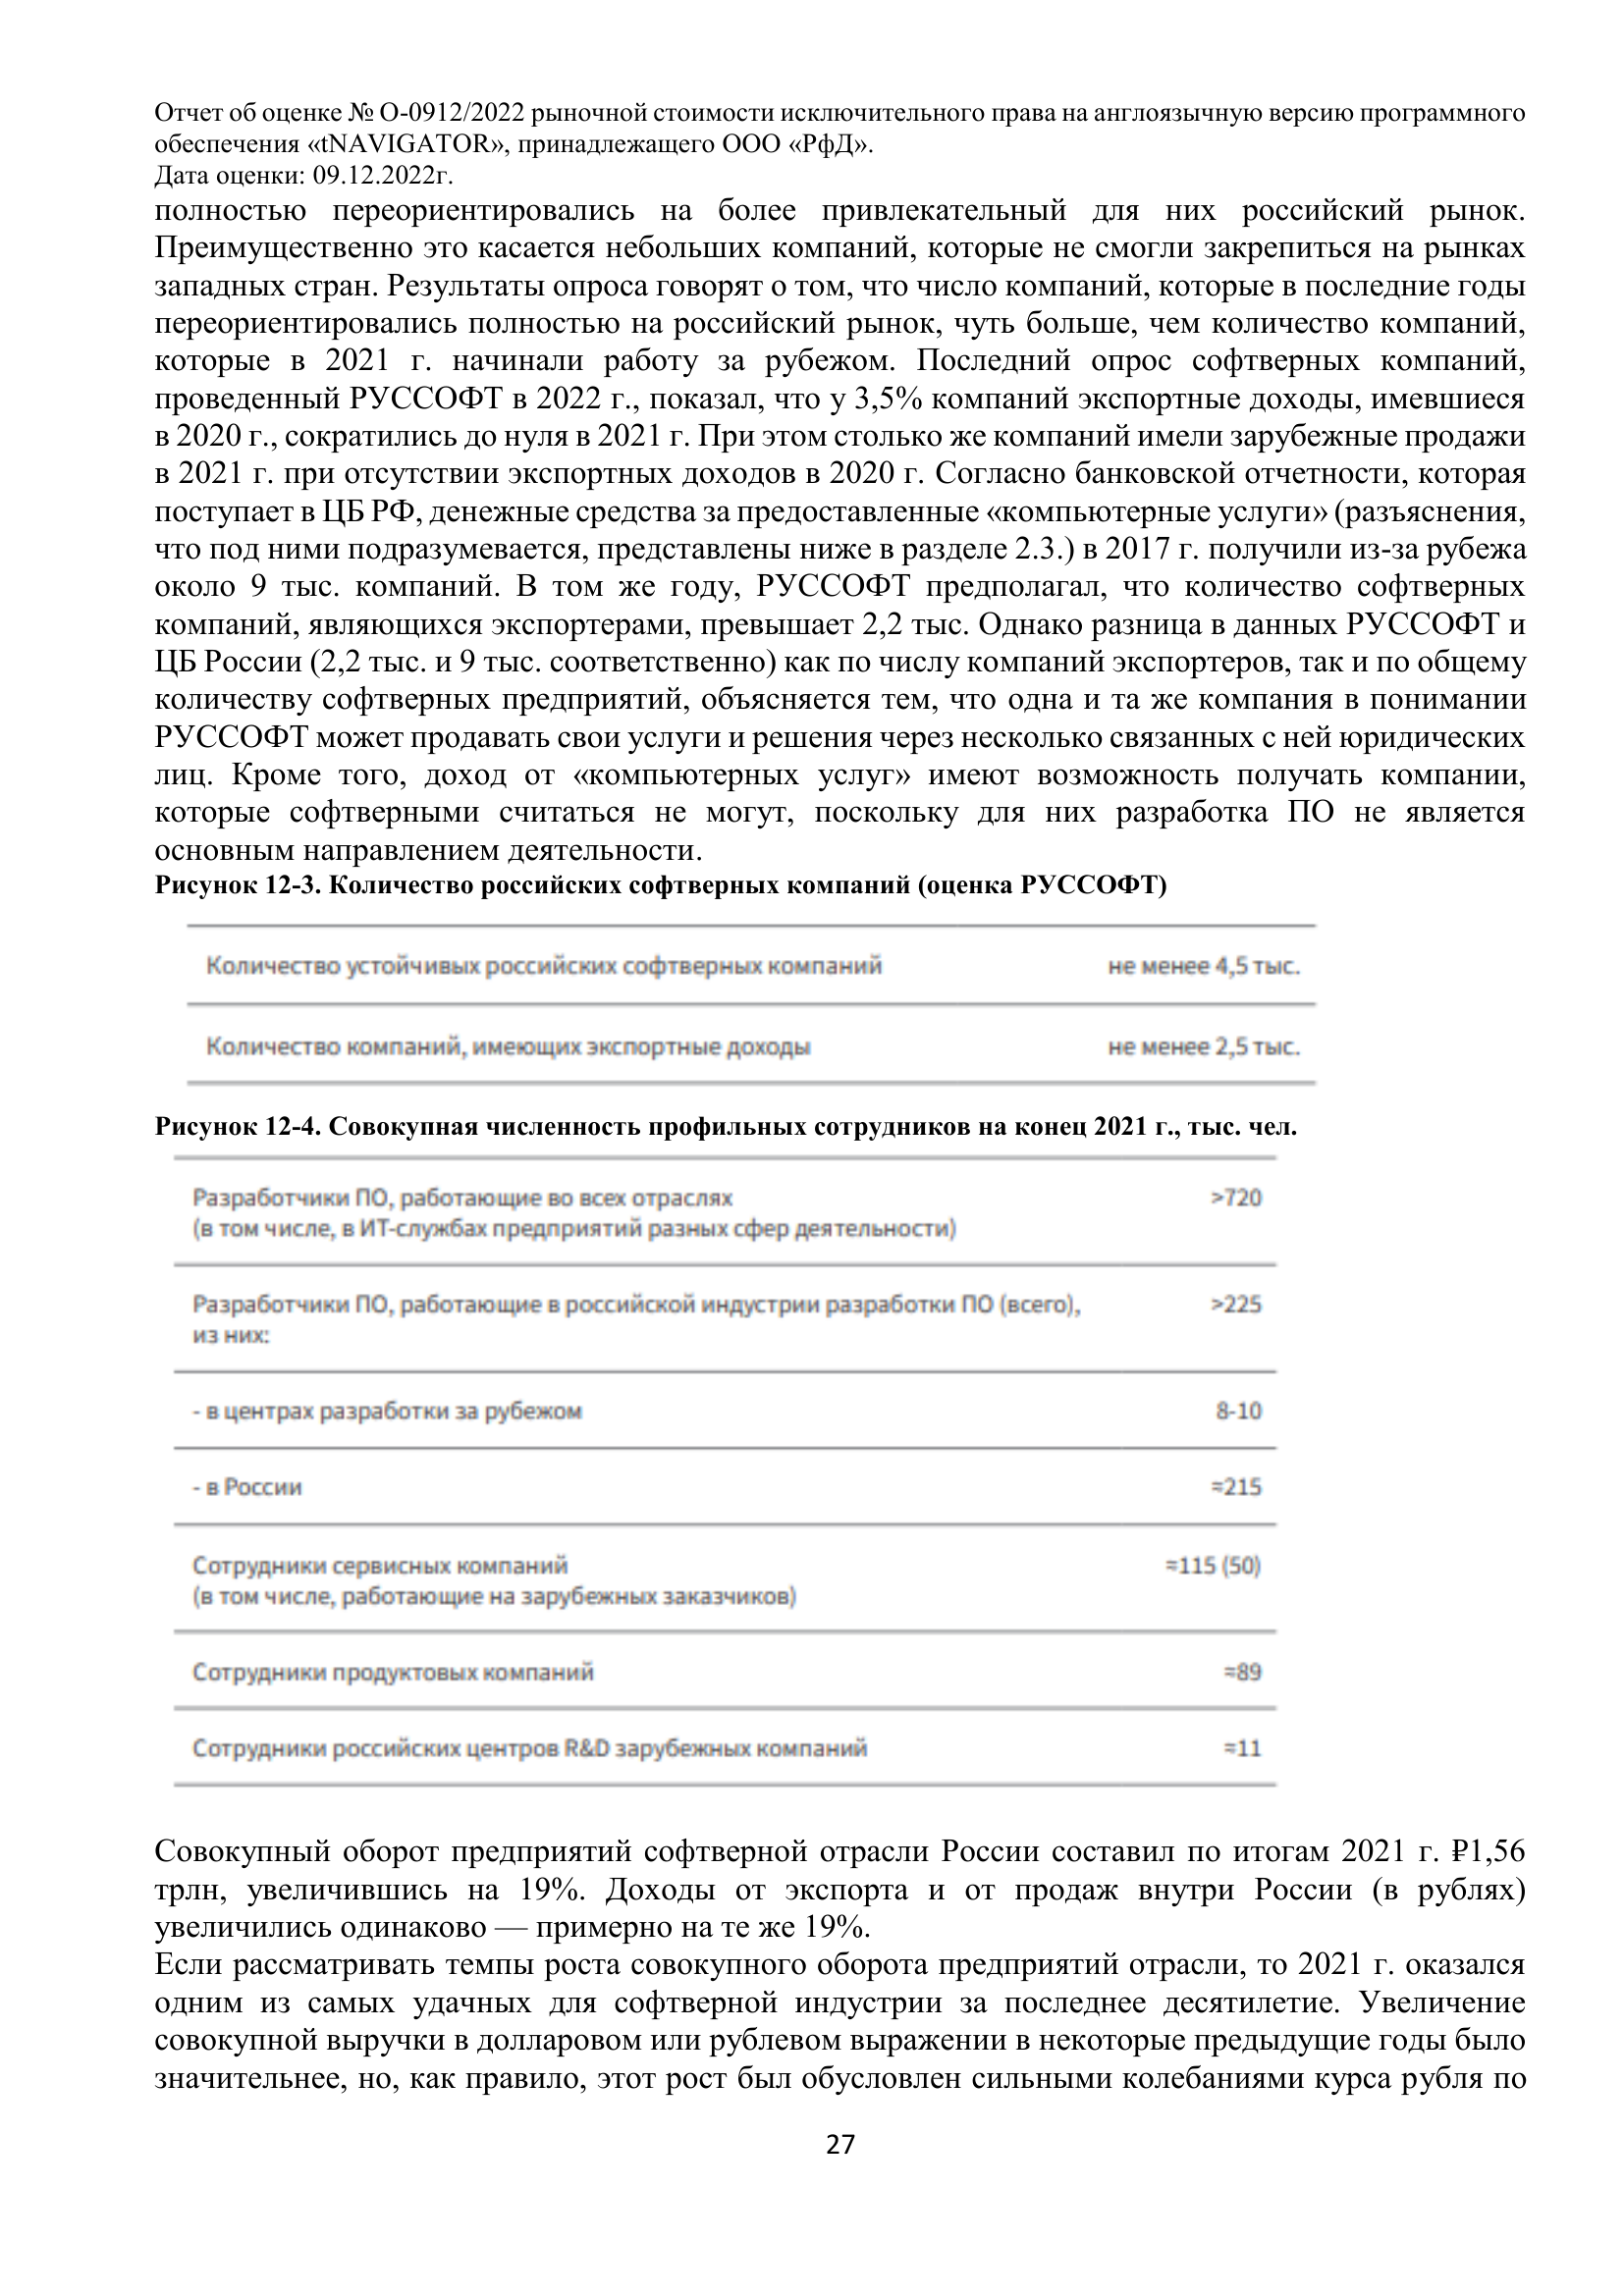 Отчет об оценке № О-0912/2022 рыночной стоимости исключительного права на англоязычную версию программного
обеспечения «tNAVIGATOR», принадлежащего ООО «РфД».
Дата оценки: 09.12.2022г.
полностью переориентировались на более привлекательный для них российский рынок.
Преимущественно это касается небольших компаний, которые не смогли закрепиться на рынках
западных стран. Результаты опроса говорят о том, что число компаний, которые в последние годы
переориентировались полностью на российский рынок, чуть больше, чем количество компаний,
которые в 2021 г. начинали работу за рубежом. Последний опрос софтверных компаний,
проведенный РУССОФТ в 2022 г., показал, что у 3,5% компаний экспортные доходы, имевшиеся
в 2020 г., сократились до нуля в 2021 г. При этом столько же компаний имели зарубежные продажи
в 2021 г. при отсутствии экспортных доходов в 2020 г. Согласно банковской отчетности, которая
поступает в ЦБ РФ, денежные средства за предоставленные «компьютерные услуги» (разъяснения,
что под ними подразумевается, представлены ниже в разделе 2.3.) в 2017 г. получили из-за рубежа
около 9 тыс. компаний. В том же году, РУССОФТ предполагал, что количество софтверных
компаний, являющихся экспортерами, превышает 2,2 тыс. Однако разница в данных РУССОФТ и
ЦБ России (2,2 тыс. и 9 тыс. соответственно) как по числу компаний экспортеров, так и по общему
количеству софтверных предприятий, объясняется тем, что одна и та же компания в понимании
РУССОФТ может продавать свои услуги и решения через несколько связанных с ней юридических
лиц. Кроме того, доход от «компьютерных услуг» имеют возможность получать компании,
которые софтверными считаться не могут, поскольку для них разработка ПО не является
основным направлением деятельности.
Рисунок 12-3. Количество российских софтверных компаний (оценка РУССОФТ)
Количество устойчивых российских софтверных компаний не менее 4,5 тыс.
Количество компаний, имеющих экспортные доходы не менее 2,5 тыс.
Рисунок 12-4. Совокупная численность профильных сотрудников на конец 2021 г., тыс. чел.
Разработчики ПО, работающие во всех отраслях >720
(в том числе, в ИТ-службах предприятий разных сфер деятельности)
Разработчики ПО, работающие в российской индустрии разработки ПО (всего), >225
из них:
- в центрах разработки за рубежом 8-10
- в России ≈215
Сотрудники сервисных компаний ≈115 (50)
(в том числе, работающие на зарубежных заказчиков)
Сотрудники продуктовых компаний ≈89
Сотрудники российских центров R&D зарубежных компаний ≈11
Совокупный оборот предприятий софтверной отрасли России составил по итогам 2021 г. ₽1,56
трлн, увеличившись на 19%. Доходы от экспорта и от продаж внутри России (в рублях)
увеличились одинаково — примерно на те же 19%.
Если рассматривать темпы роста совокупного оборота предприятий отрасли, то 2021 г. оказался
одним из самых удачных для софтверной индустрии за последнее десятилетие. Увеличение
совокупной выручки в долларовом или рублевом выражении в некоторые предыдущие годы было
значительнее, но, как правило, этот рост был обусловлен сильными колебаниями курса рубля по
27